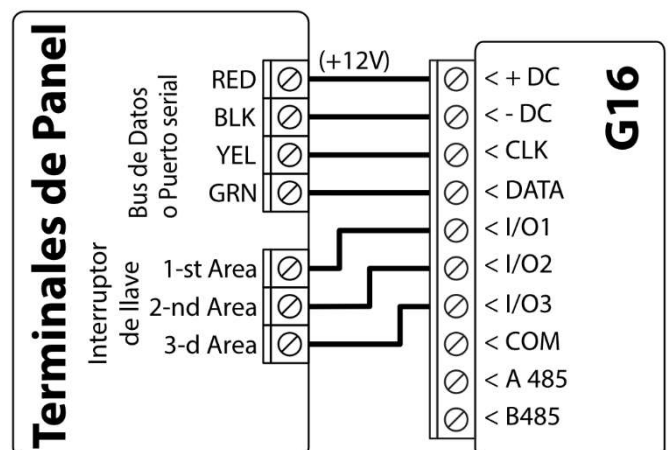 Terminales de Panel
Bus de Datos
o Puerto serial
RED
BLK
YEL
GRN
(+12V)
Interruptor
de llave
1-st Area
2-nd Area
3-d Area
G16
< + DC
< - DC
< CLK
< DATA
< I/O1
< I/O2
< I/O3
< COM
< A 485
< B485